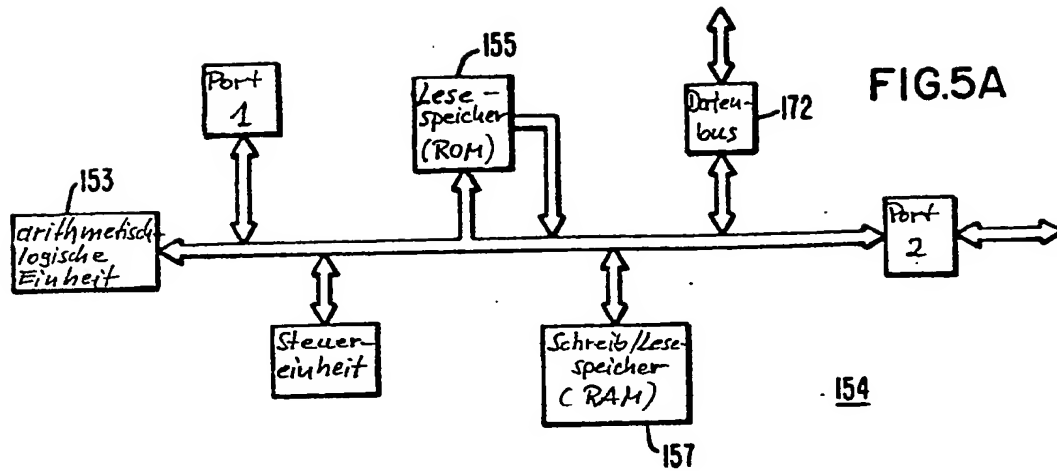 FIG.5A
155
Port
1
Lese-
speicher
(ROM)
Daten-
bus
172
153
arithmetisch-
logische
Einheit
Port
2
Steuer-
einheit
Schreib/Lese-
speicher
(RAM)
154
157